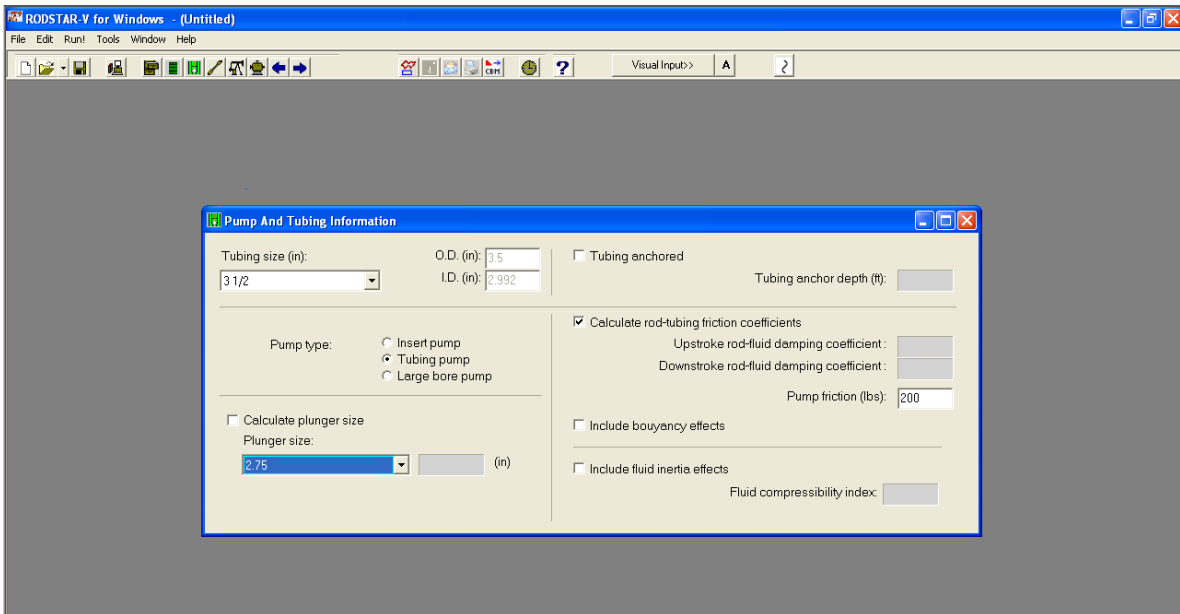 RODSTAR-V for Windows - (Untitled)
File Edit Run! Tools Window Help
CBM ? Visual Input>> A
Pump And Tubing Information
Tubing size (in):
3 1/2
O.D. (in): 3.5
I.D. (in): 2.992
Pump type:
Insert pump
Tubing pump
Large bore pump
Calculate plunger size
Plunger size:
2.75 (in)
Tubing anchored
Tubing anchor depth (ft):
Calculate rod-tubing friction coefficients
Upstroke rod-fluid damping coefficient :
Downstroke rod-fluid damping coefficient :
Pump friction (lbs): 200
Include bouyancy effects
Include fluid inertia effects
Fluid compressibility index: